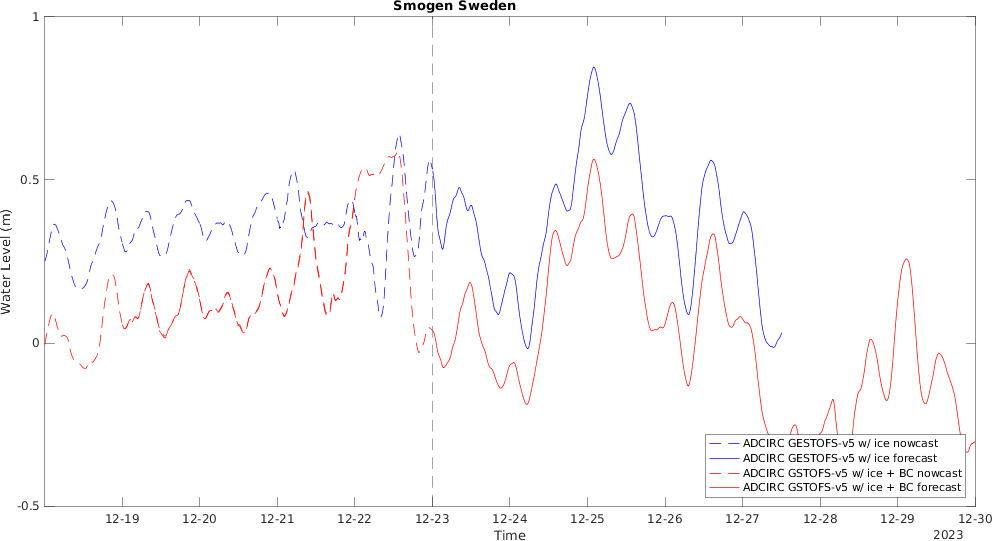 Smogen Sweden
1
0.5
0
-0.5
Water Level (m)
12-19
12-20
12-21
12-22
12-23
12-24
12-25
12-26
12-27
12-28
12-29
12-30
Time
2023
ADCIRC GESTOFS-v5 w/ ice nowcast
ADCIRC GESTOFS-v5 w/ ice forecast
ADCIRC GSTOFS-v5 w/ ice + BC nowcast
ADCIRC GSTOFS-v5 w/ ice + BC forecast